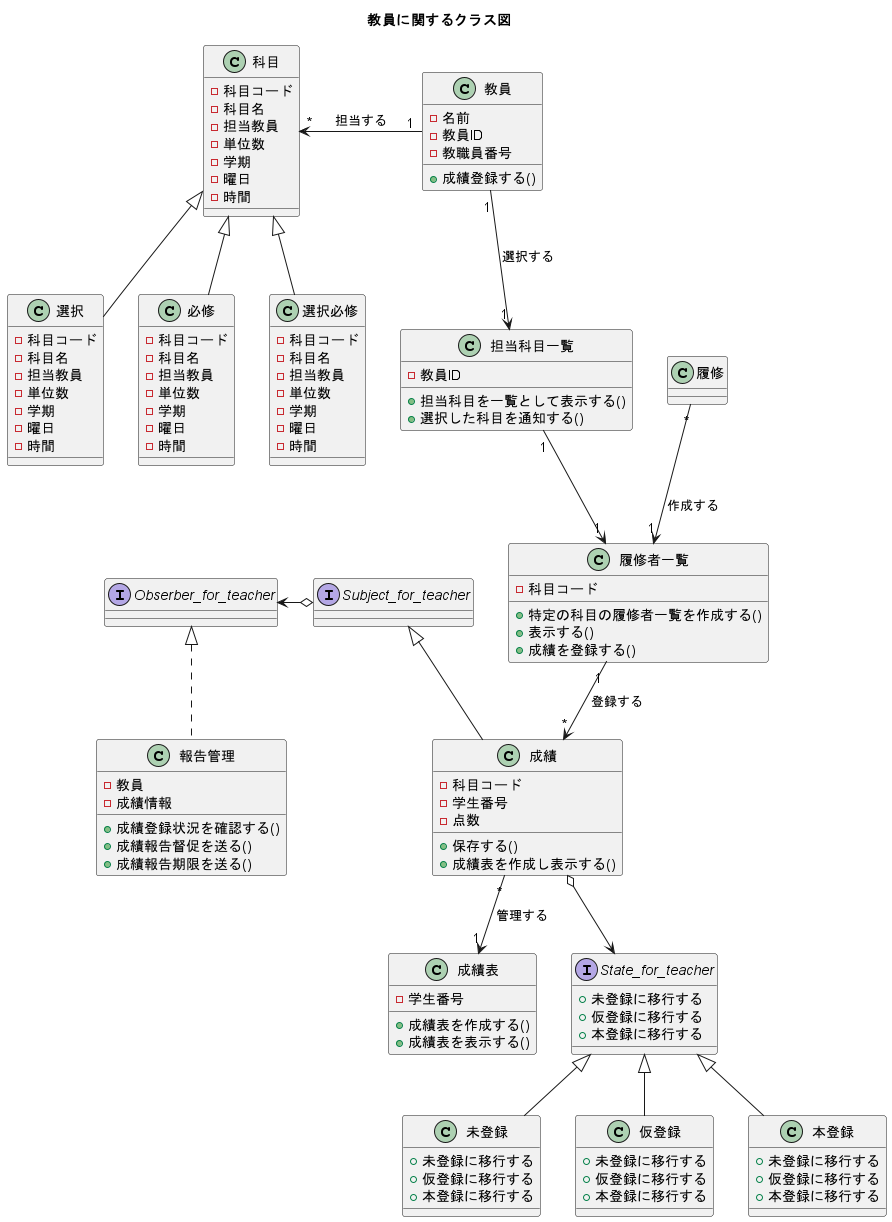 教員に関するクラス図
C 科目
科目コード
科目名
担当教員
単位数
学期
曜日
時間
* 担当する 1
C 教員
名前
教員ID
教職員番号
成績登録する()
1
選択する
1
C 選択
科目コード
科目名
担当教員
単位数
学期
曜日
時間
C 必修
科目コード
科目名
担当教員
単位数
学期
曜日
時間
C 選択必修
科目コード
科目名
担当教員
単位数
学期
曜日
時間
C 担当科目一覧
教員ID
担当科目を一覧として表示する()
選択した科目を通知する()
C 履修
1
1
*
作成する
1
C 履修者一覧
科目コード
特定の科目の履修者一覧を作成する()
表示する()
成績を登録する()
I Obserber_for_teacher
I Subject_for_teacher
1
登録する
*
C 報告管理
教員
成績情報
成績登録状況を確認する()
成績報告督促を送る()
成績報告期限を送る()
C 成績
科目コード
学生番号
点数
保存する()
成績表を作成し表示する()
*
管理する
1
C 成績表
学生番号
成績表を作成する()
成績表を表示する()
I State_for_teacher
未登録に移行する
仮登録に移行する
本登録に移行する
C 未登録
未登録に移行する
仮登録に移行する
本登録に移行する
C 仮登録
未登録に移行する
仮登録に移行する
本登録に移行する
C 本登録
未登録に移行する
仮登録に移行する
本登録に移行する